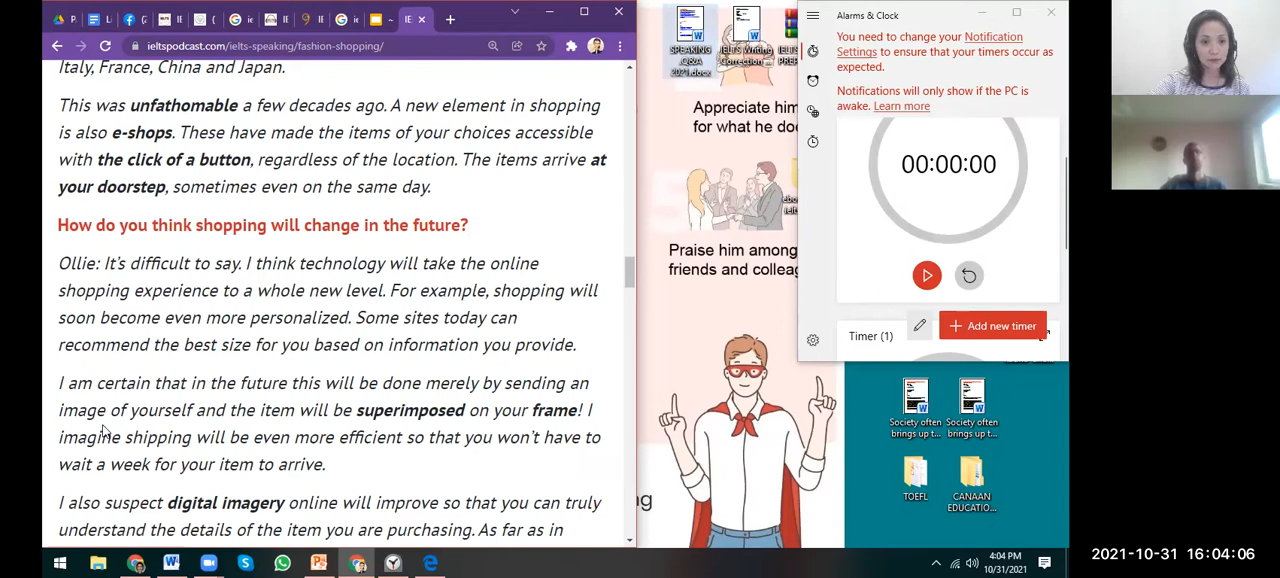 IE
ieltspodcast.com/ielts-speaking/fashion-shopping/
Italy, France, China and Japan.
This was unfathomable a few decades ago. A new element in shopping
is also e-shops. These have made the items of your choices accessible
with the click of a button, regardless of the location. The items arrive at
your doorstep, sometimes even on the same day.
How do you think shopping will change in the future?
Ollie: It's difficult to say. I think technology will take the online
shopping experience to a whole new level. For example, shopping will
soon become even more personalized. Some sites today can
recommend the best size for you based on information you provide.
I am certain that in the future this will be done merely by sending an
image of yourself and the item will be superimposed on your frame! I
imagine shipping will be even more efficient so that you won't have to
wait a week for your item to arrive.
I also suspect digital imagery online will improve so that you can truly
understand the details of the item you are purchasing. As far as in
SPEAKING
Q&A
2021.docx
IELTS Writing
Correction ...
IELTS
PREP
Appreciate him
for what he doe
Praise him among
friends and colleag
ng
Alarms & Clock
You need to change your Notification
Settings to ensure that your timers occur as
expected.
Notifications will only show if the PC is
awake. Learn more
00:00:00
Timer (1)
Add new timer
Society often
brings up t...
Society often
brings up t...
TOEFL
CANAAN
EDUCATIO...
4:04 PM
10/31/2021
2021-10-31 16:04:06